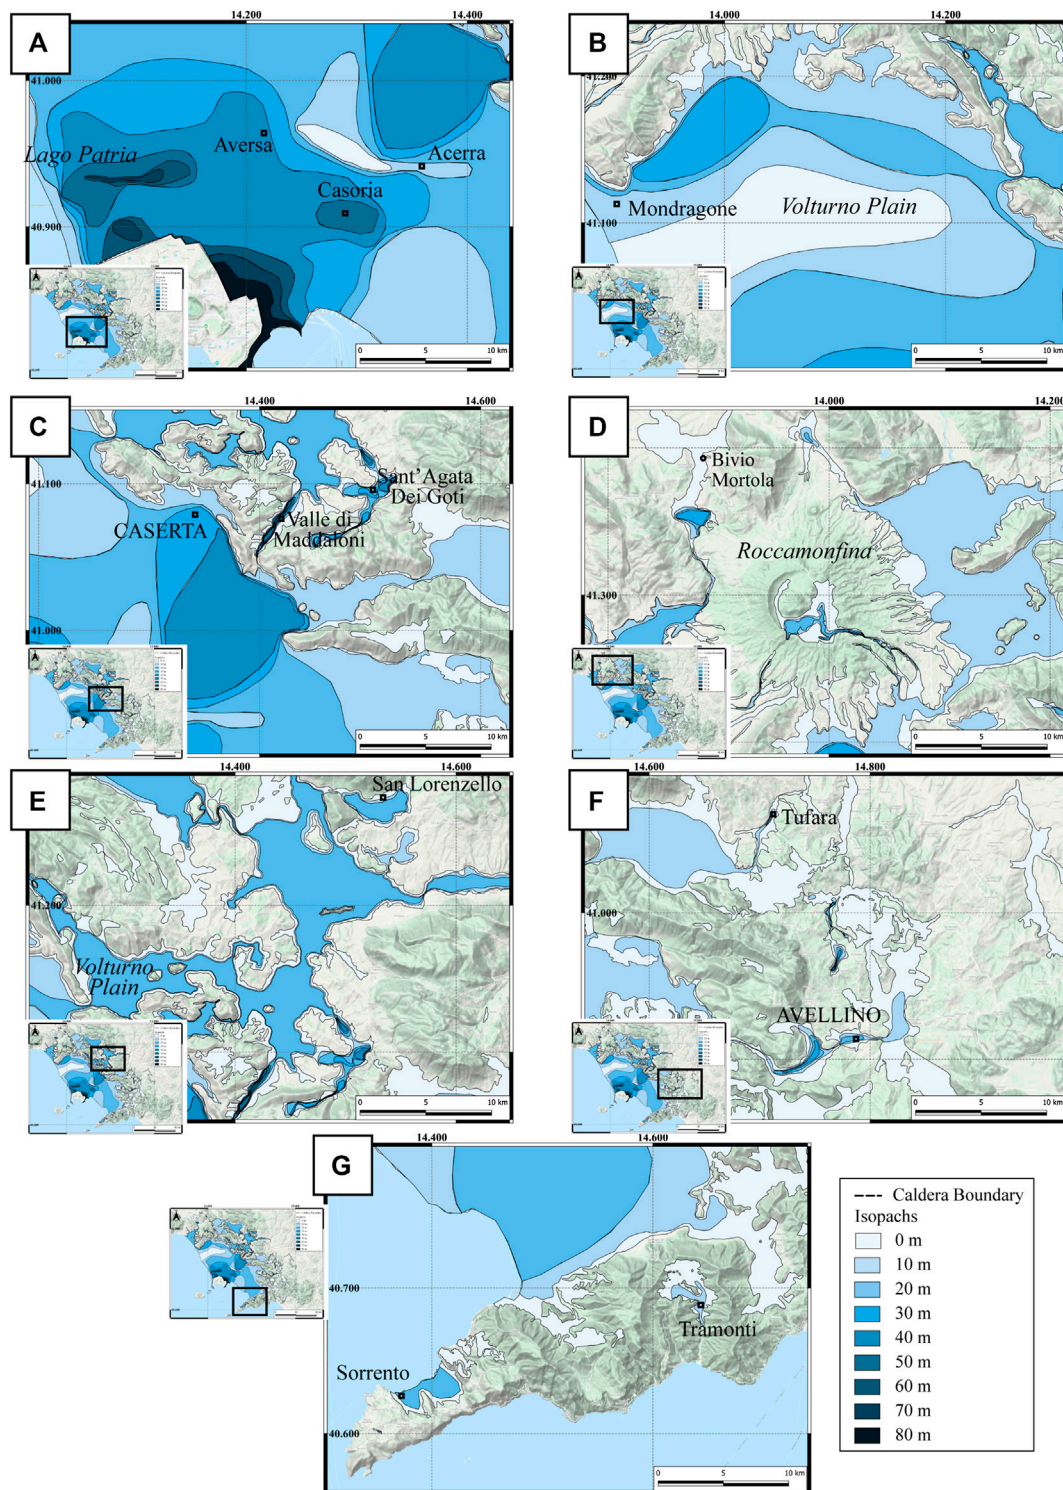 A
14.200
14.400
41.000
40.900
Lago Patria
Aversa
Acerra
Casoria
0 5 10 km
B
14.000
14.200
41.200
41.100
Mondragone
Volturno Plain
0 5 10 km
C
14.400
14.600
41.100
41.000
Sant'Agata
Dei Goti
CASERTA
Valle di
Maddaloni
0 5 10 km
D
14.000
14.200
41.300
Bivio
Mortola
Roccamonfina
0 5 10 km
E
14.400
14.600
41.200
San Lorenzello
Volturno
Plain
0 5 10 km
F
14.600
14.800
41.000
Tufara
AVELLINO
0 5 10 km
G
14.400
14.600
40.700
40.600
Tramonti
Sorrento
0 5 10 km
Caldera Boundary
Isopachs
0 m
10 m
20 m
30 m
40 m
50 m
60 m
70 m
80 m